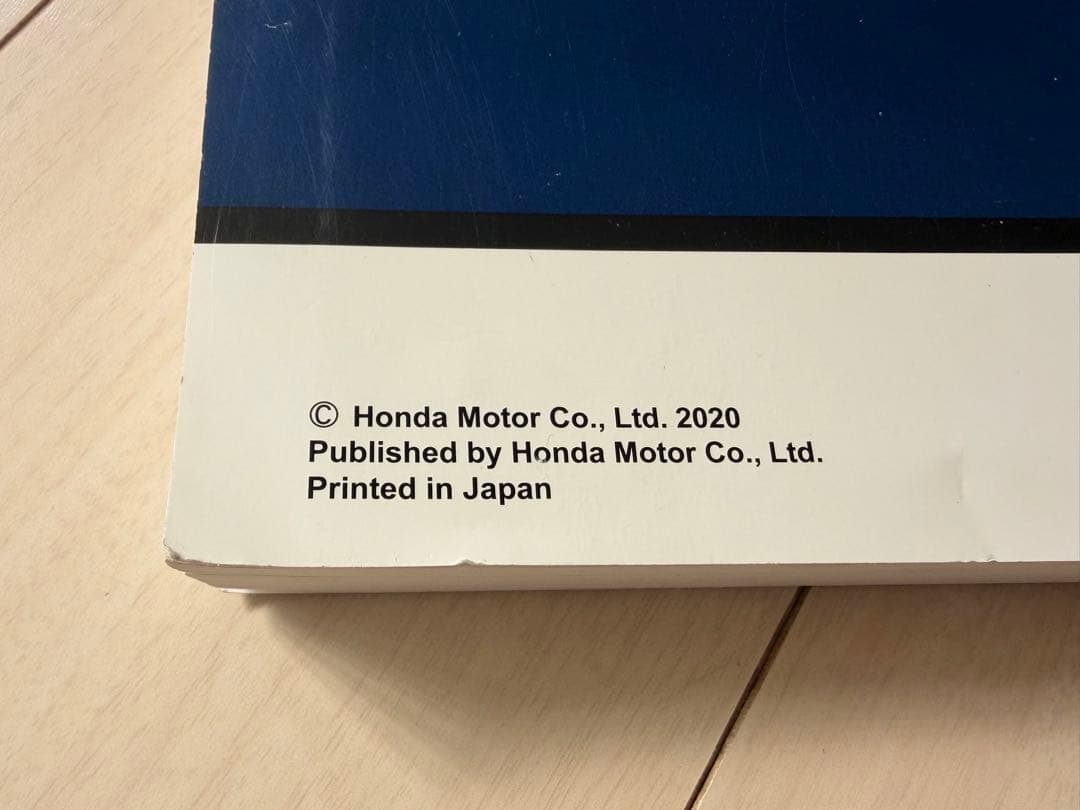 © Honda Motor Co., Ltd. 2020
Published by Honda Motor Co., Ltd.
Printed in Japan